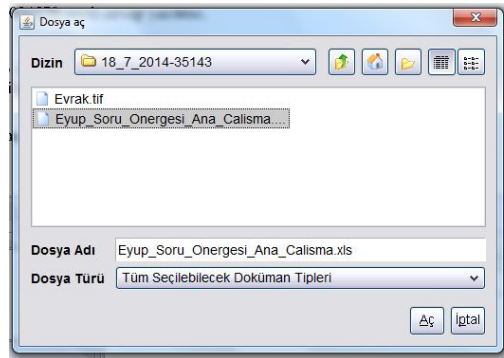 Dosya aç
Dizin 18_7_2014-35143
Evrak.tif
Eyup_Soru_Onergesi_Ana_Calisma....
Dosya Adı Eyup_Soru_Onergesi_Ana_Calisma.xls
Dosya Türü Tüm Seçilebilecek Doküman Tipleri
Aç İptal